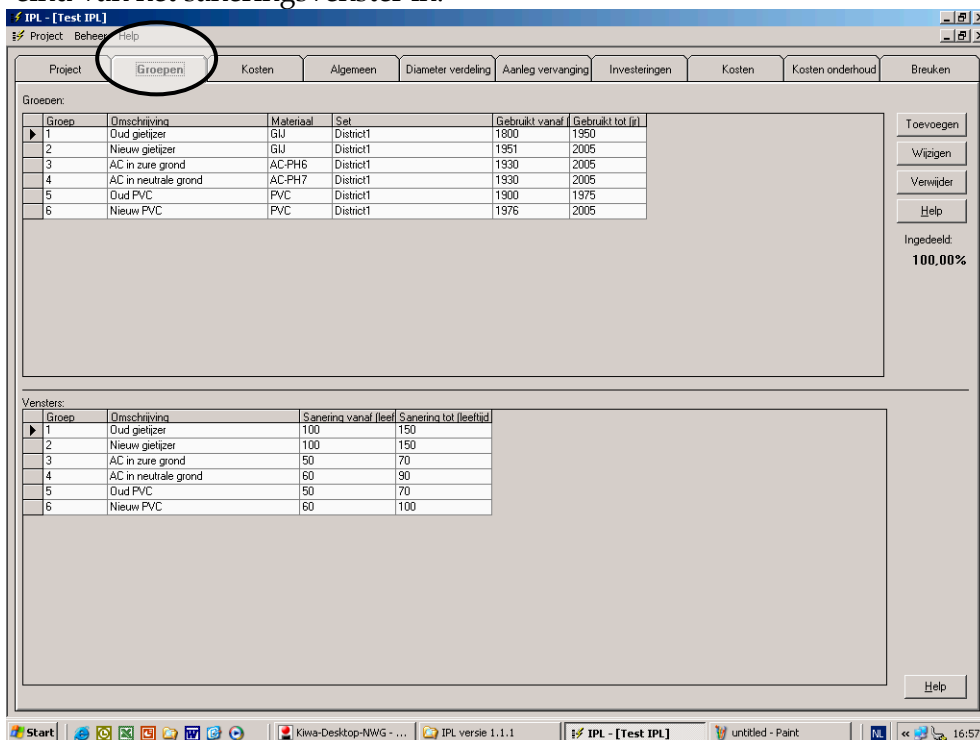 eind van het saneringsvenster in.
IPL - [Test IPL]
Project Beheer Help
Project Groepen Kosten Algemeen Diameter verdeling Aanleg vervanging Investeringen Kosten Kosten onderhoud Breuken
Groepen:
Groep Omschrijving Materiaal Set Gebruikt vanaf ( Gebruikt tot (jr)
1 Oud gietijzer GIJ District1 1800 1950
2 Nieuw gietijzer GIJ District1 1951 2005
3 AC in zure grond AC-PH6 District1 1930 2005
4 AC in neutrale grond AC-PH7 District1 1930 2005
5 Oud PVC PVC District1 1900 1975
6 Nieuw PVC PVC District1 1976 2005
Toevoegen
Wijzigen
Verwijder
Help
Ingedeeld:
100,00%
Vensters:
Groep Omschrijving Sanering vanaf (leef Sanering tot (leeftijd
1 Oud gietijzer 100 150
2 Nieuw gietijzer 100 150
3 AC in zure grond 50 70
4 AC in neutrale grond 60 90
5 Oud PVC 50 70
6 Nieuw PVC 60 100
Help
Start Kiwa-Desktop-NWG - ... IPL versie 1.1.1 IPL - [Test IPL] untitled - Paint NL « 16:57